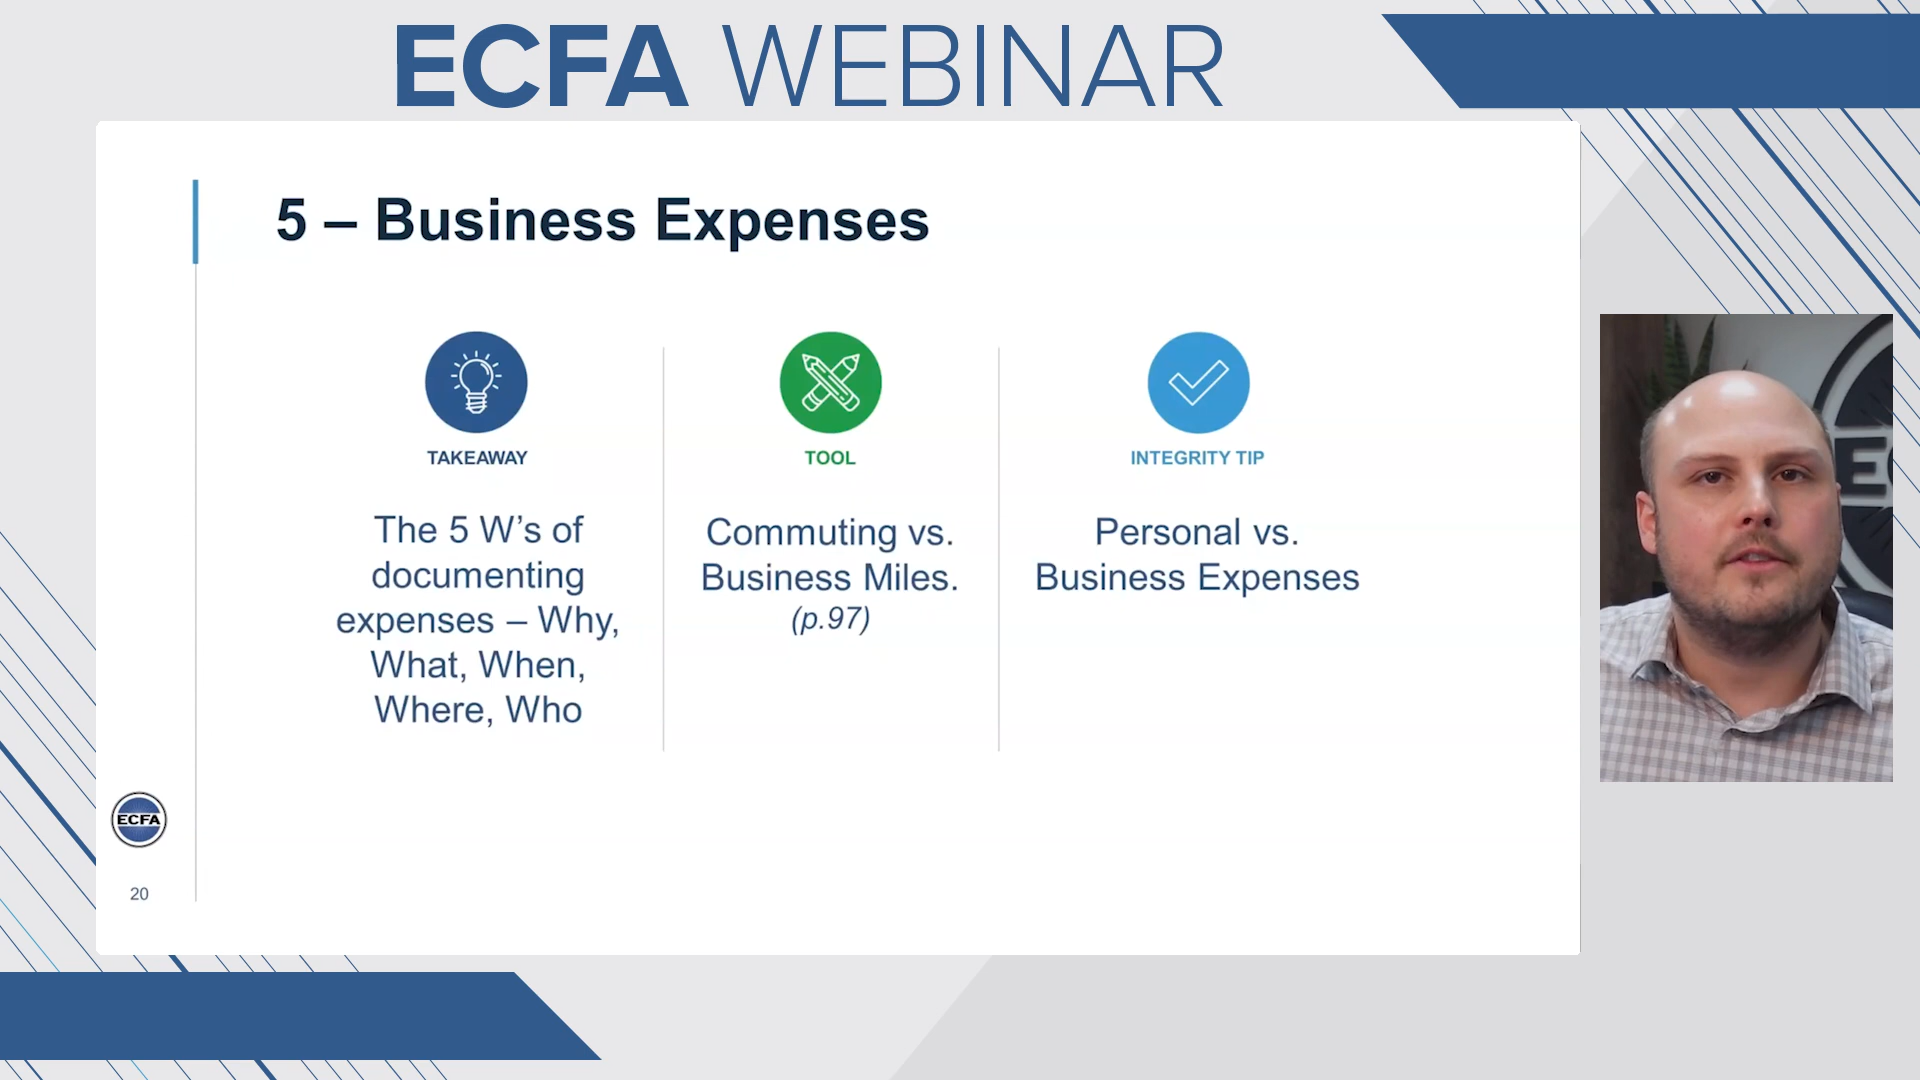 ECFA WEBINAR
5 – Business Expenses
TAKEAWAY
The 5 W’s of
documenting
expenses – Why,
What, When,
Where, Who
TOOL
Commuting vs.
Business Miles.
(p.97)
INTEGRITY TIP
Personal vs.
Business Expenses
ECFA
20